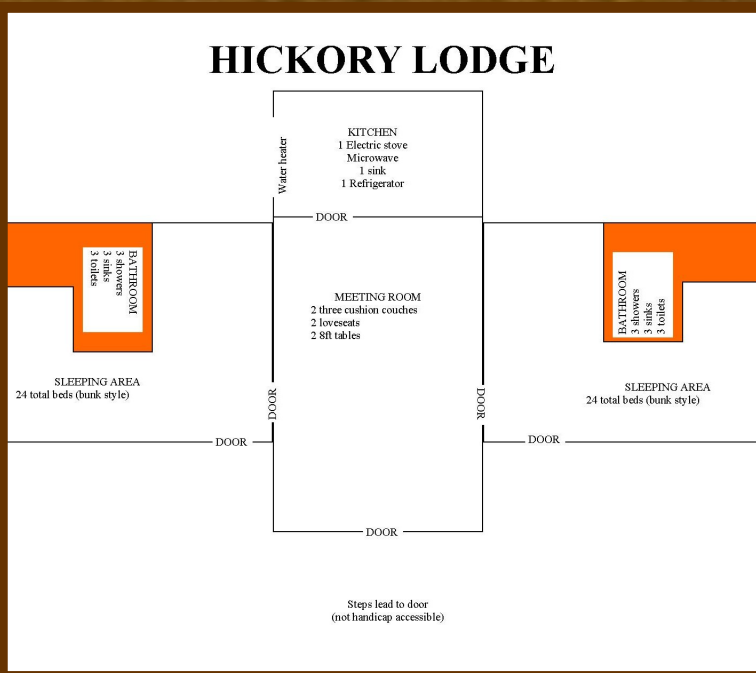 HICKORY LODGE
KITCHEN
1 Electric stove
Microwave
1 sink
1 Refrigerator
Water heater
DOOR
BATHROOM
3 showers
3 sinks
3 toilets
MEETING ROOM
2 three cushion couches
2 loveseats
2 8ft tables
BATHROOM
3 showers
3 sinks
3 toilets
SLEEPING AREA
24 total beds (bunk style)
DOOR
DOOR
SLEEPING AREA
24 total beds (bunk style)
DOOR
DOOR
DOOR
Steps lead to door
(not handicap accessible)